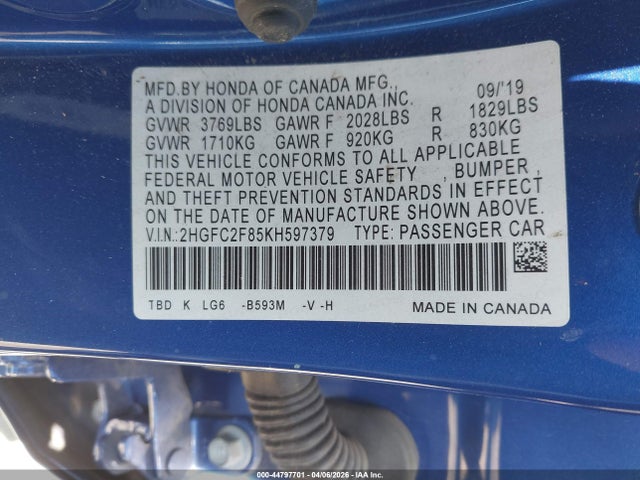 MFD.BY HONDA OF CANADA MFG., 09/'19
A DIVISION OF HONDA CANADA INC.
GVWR 3769LBS GAWR F 2028LBS R 1829LBS
GVWR 1710KG GAWR F 920KG R 830KG
THIS VEHICLE CONFORMS TO ALL APPLICABLE
FEDERAL MOTOR VEHICLE SAFETY , BUMPER ,
AND THEFT PREVENTION STANDARDS IN EFFECT
ON THE DATE OF MANUFACTURE SHOWN ABOVE.
V.I.N.:2HGFC2F85KH597379 TYPE: PASSENGER CAR
TBD K LG6 -B593M -V -H MADE IN CANADA
000-44797701 - 04/06/2026 - IAA Inc.